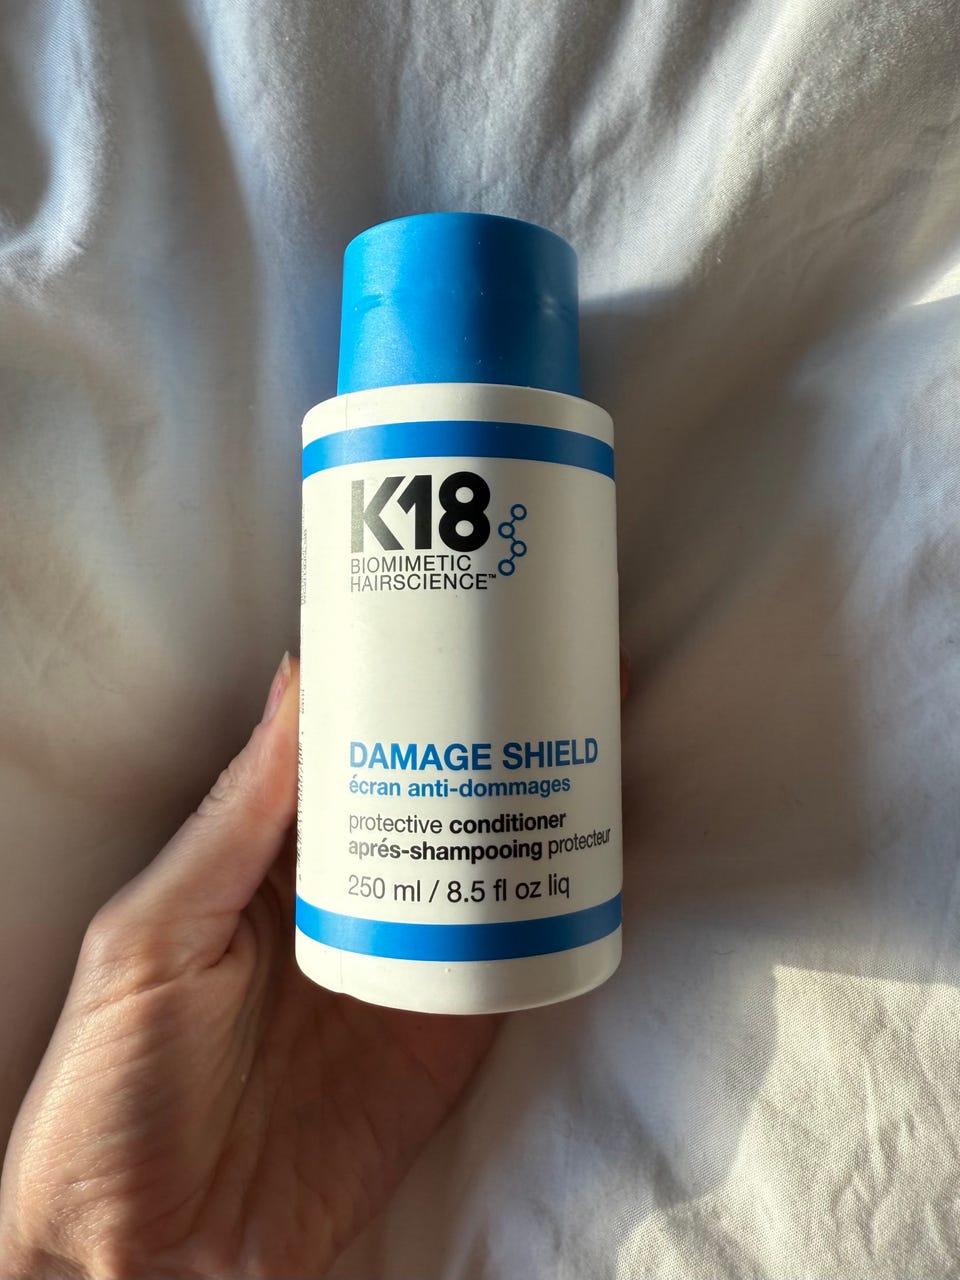 K18
BIOMIMETIC
HAIRSCIENCE™
DAMAGE SHIELD
écran anti-dommages
protective conditioner
aprés-shampooing protecteur
250 ml / 8.5 fl oz liq